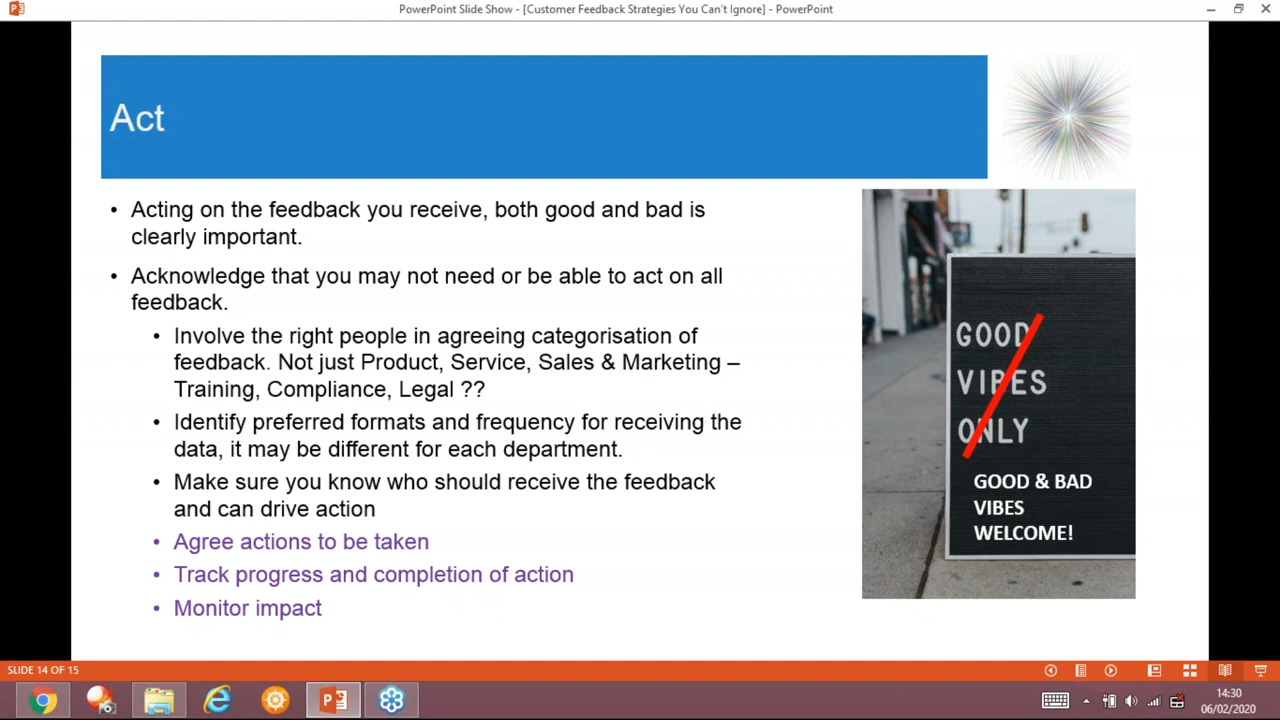 PowerPoint Slide Show - [Customer Feedback Strategies You Can't Ignore] - PowerPoint
Act
• Acting on the feedback you receive, both good and bad is
clearly important.
• Acknowledge that you may not need or be able to act on all
feedback.
• Involve the right people in agreeing categorisation of
feedback. Not just Product, Service, Sales & Marketing –
Training, Compliance, Legal ??
• Identify preferred formats and frequency for receiving the
data, it may be different for each department.
• Make sure you know who should receive the feedback
and can drive action
• Agree actions to be taken
• Track progress and completion of action
• Monitor impact
GOOD
VIBES
ONLY
GOOD & BAD
VIBES
WELCOME!
SLIDE 14 OF 15
14:30
06/02/2020